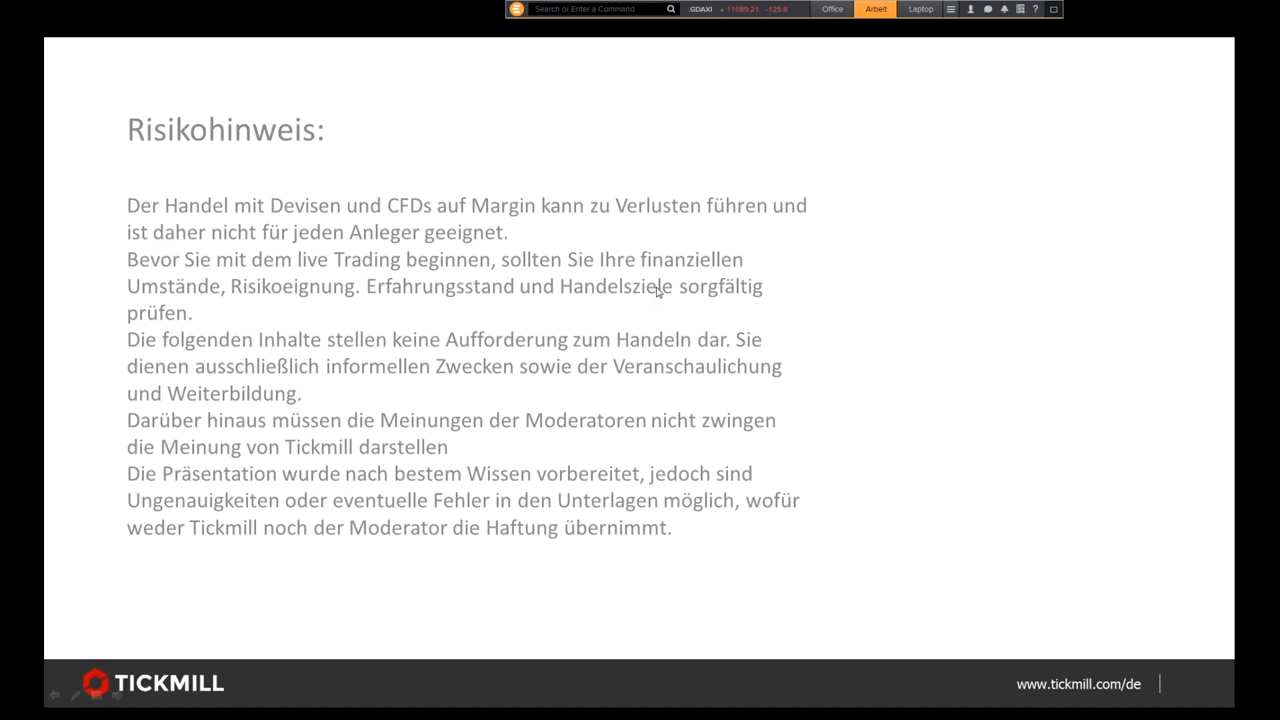 Search or Enter a Command .GDAXI 11589.21 -125.8 Office Arbeit Laptop ?
Risikohinweis:
Der Handel mit Devisen und CFDs auf Margin kann zu Verlusten führen und
ist daher nicht für jeden Anleger geeignet.
Bevor Sie mit dem live Trading beginnen, sollten Sie Ihre finanziellen
Umstände, Risikoeignung. Erfahrungsstand und Handelsziele sorgfältig
prüfen.
Die folgenden Inhalte stellen keine Aufforderung zum Handeln dar. Sie
dienen ausschließlich informellen Zwecken sowie der Veranschaulichung
und Weiterbildung.
Darüber hinaus müssen die Meinungen der Moderatoren nicht zwingen
die Meinung von Tickmill darstellen
Die Präsentation wurde nach bestem Wissen vorbereitet, jedoch sind
Ungenauigkeiten oder eventuelle Fehler in den Unterlagen möglich, wofür
weder Tickmill noch der Moderator die Haftung übernimmt.
TICKMILL
www.tickmill.com/de